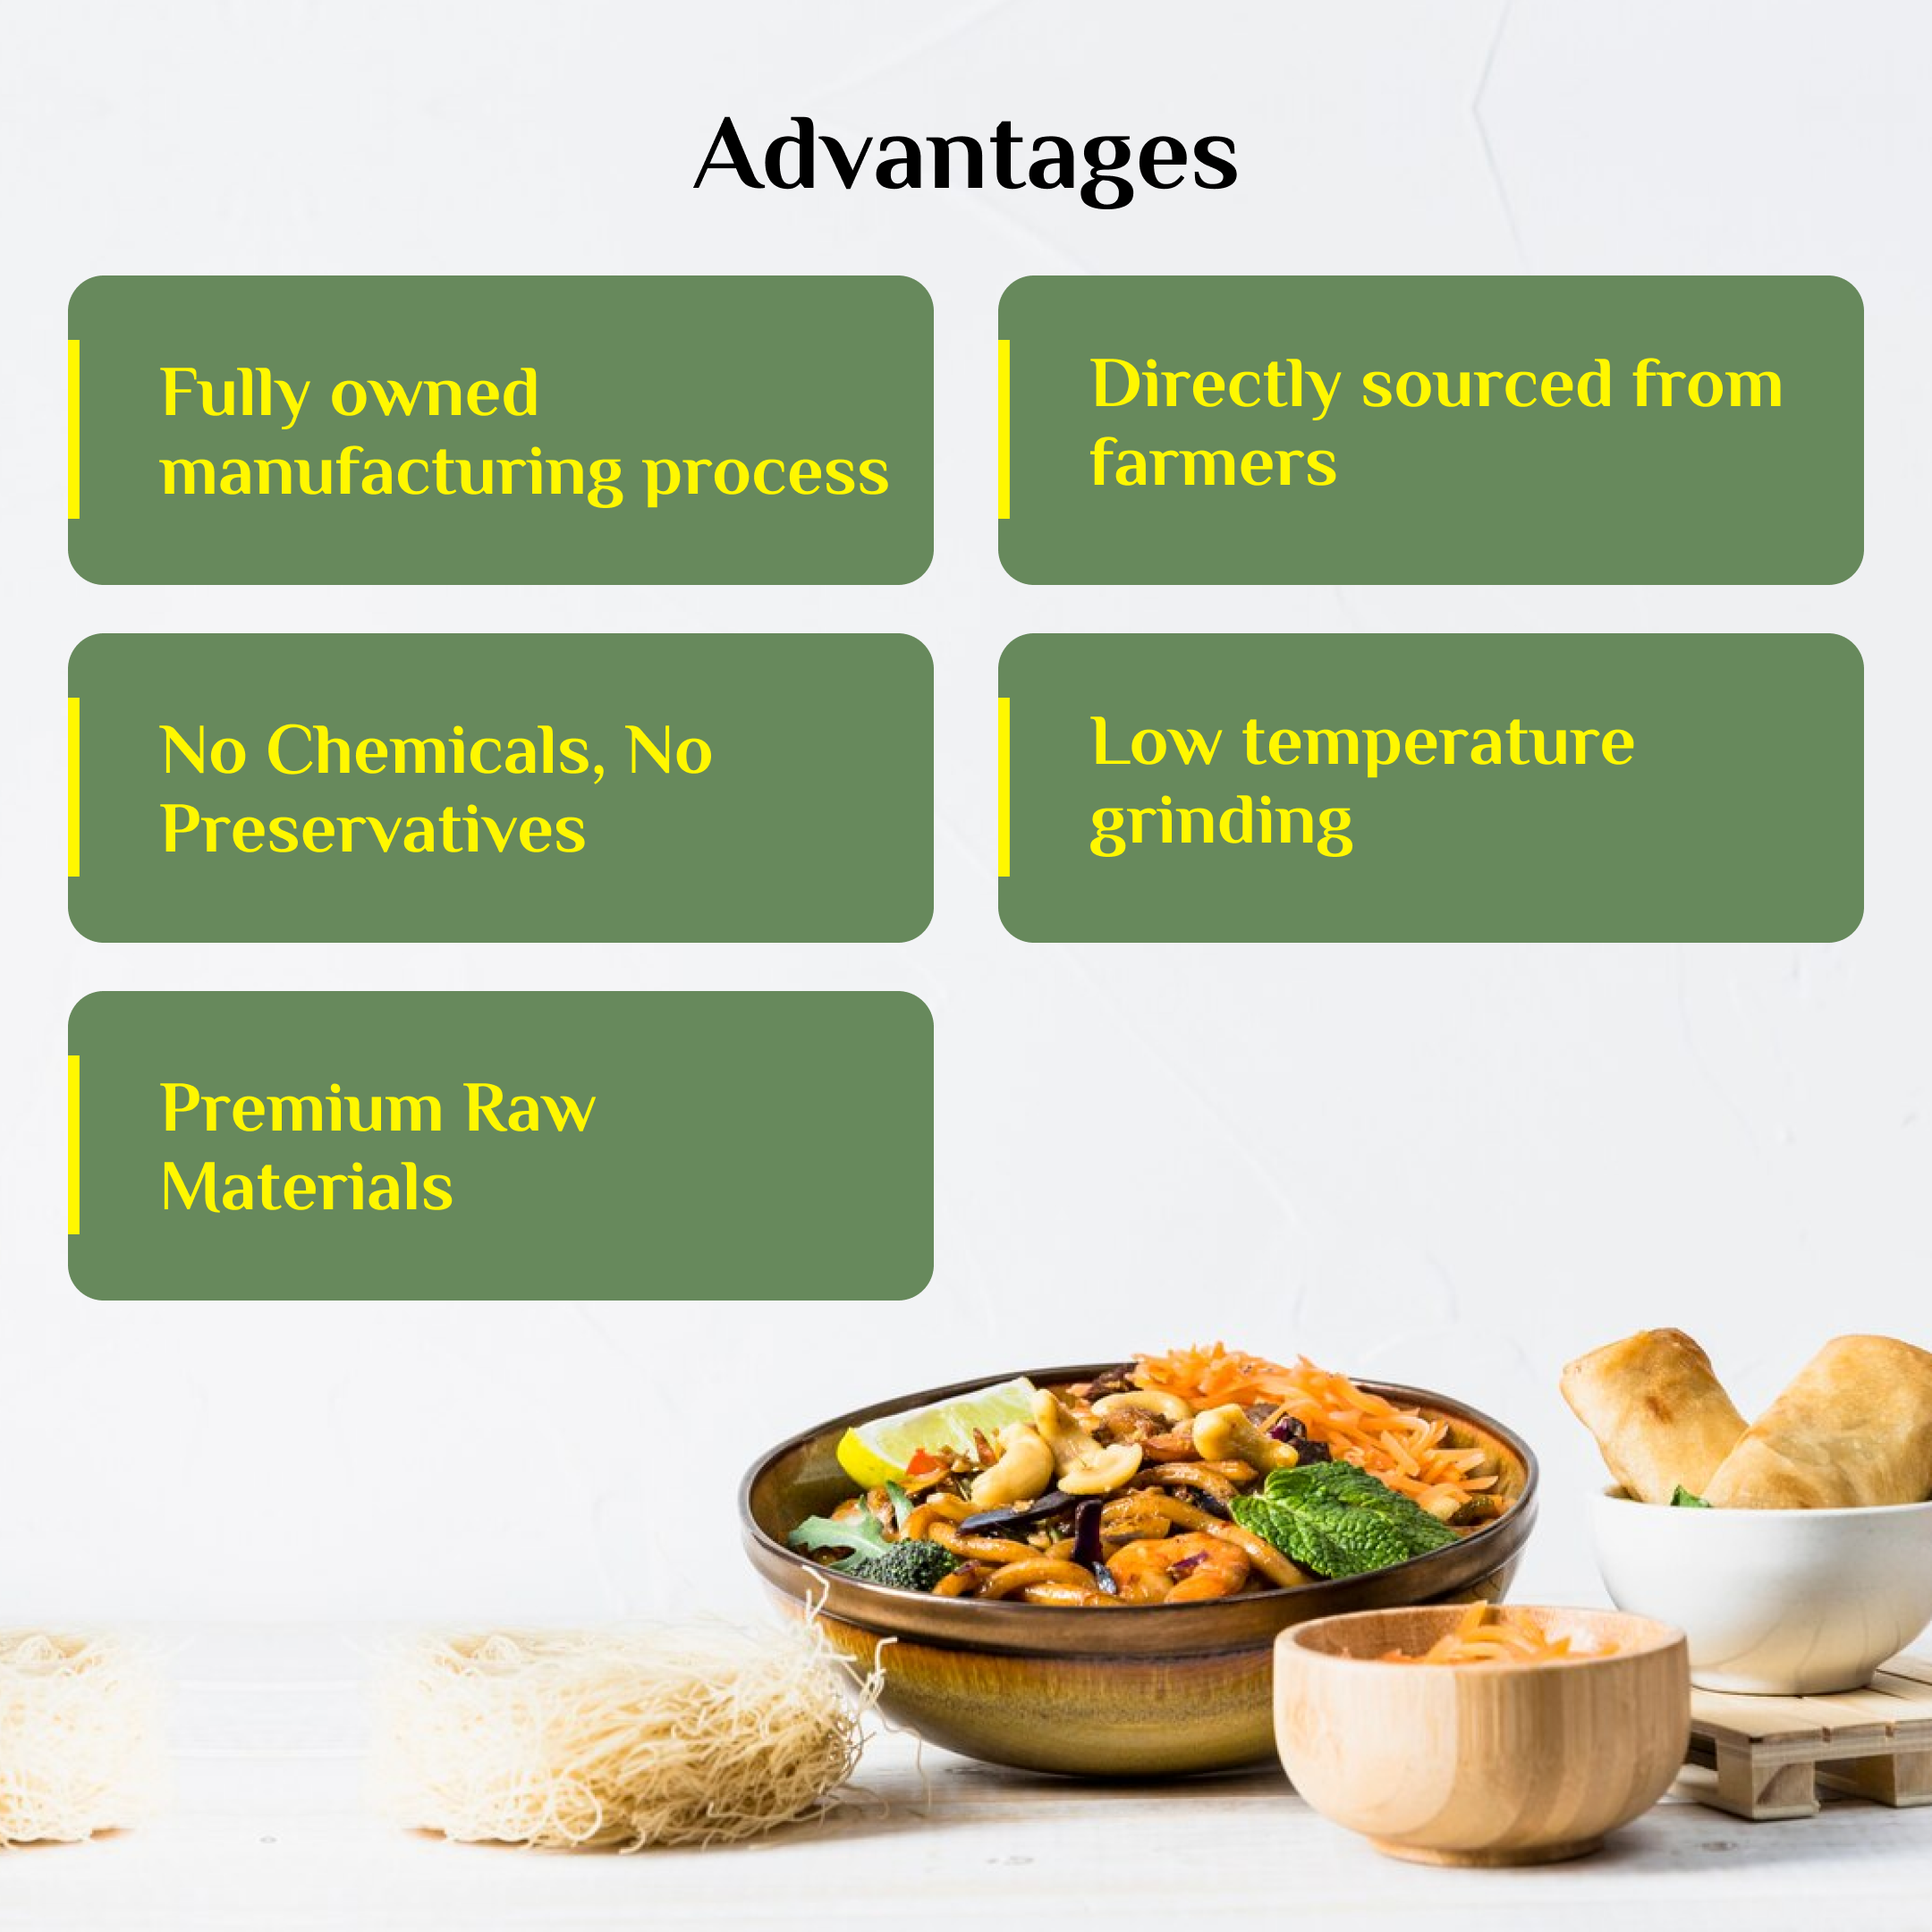 Advantages
Fully owned
manufacturing process
Directly sourced from
farmers
No Chemicals, No
Preservatives
Low temperature
grinding
Premium Raw
Materials